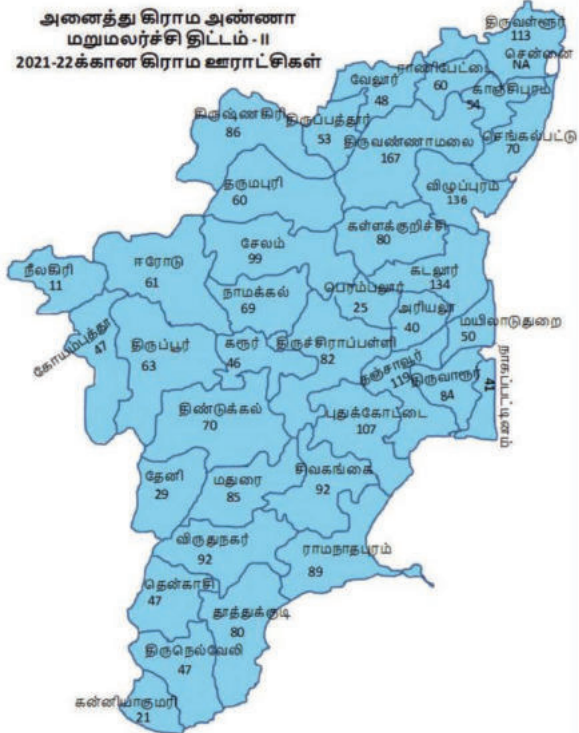 அனைத்து கிராம அண்ணா
மறுமலர்ச்சி திட்டம் - II
2021-22க்கான கிராம ஊராட்சிகள்
திருவள்ளூர்
113
சென்னை
NA
ராணிபேட்டை
60
வேலூர்
48
காஞ்சிபுரம்
54
திருஷ்ணகிரி
86
திருப்பத்தூர்
53
திருவண்ணாமலை
167
செங்கல்பட்டு
70
தருமபுரி
60
விழுப்புரம்
136
கள்ளக்குறிச்சி
80
சேலம்
99
நீலகிரி
11
ஈரோடு
61
கடலூர்
134
நாமக்கல்
69
பெரம்பலூர்
25
அரியலூ
40
மயிலாடுதுறை
50
கோயம்பத்தூ
47
திருப்பூர்
63
கரூர்
46
திருச்சிராப்பள்ளி
82
தஞ்சாவூர்
119
திருவாரூர்
84
நாகப்பட்டினம்
41
திண்டுக்கல்
70
புதுக்கோட்டை
107
தேனி
29
மதுரை
85
சிவகங்கை
92
விருதுநகர்
92
ராமநாதபுரம்
89
தென்காசி
47
தூத்துக்குடி
80
திருநெல்வேலி
47
கன்னியாகுமரி
21